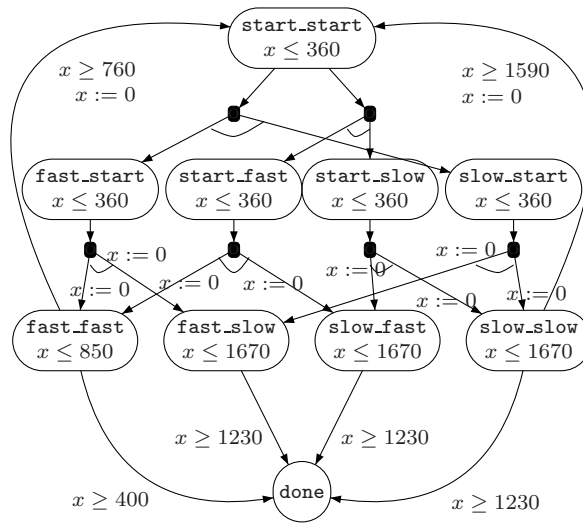 start_start
x ≤ 360
x ≥ 760
x := 0
x ≥ 1590
x := 0
fast_start
x ≤ 360
start_fast
x ≤ 360
start_slow
x ≤ 360
slow_start
x ≤ 360
x := 0
x := 0
x := 0
x := 0
x := 0
x := 0
x := 0
x := 0
fast_fast
x ≤ 850
fast_slow
x ≤ 1670
slow_fast
x ≤ 1670
slow_slow
x ≤ 1670
x ≥ 1230
x ≥ 1230
x ≥ 400
done
x ≥ 1230